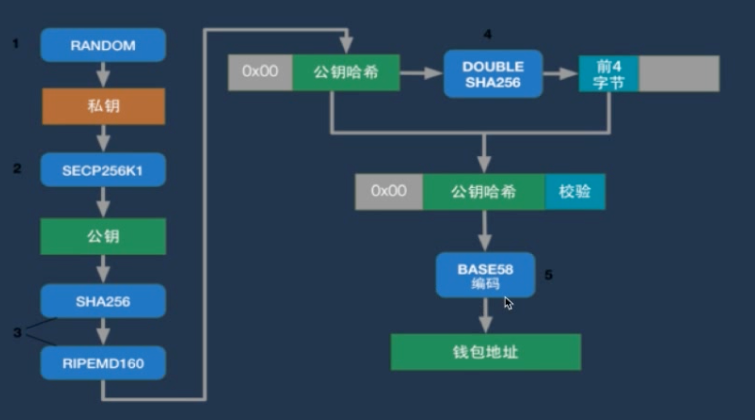 1
RANDOM
私钥
2
SECP256K1
公钥
SHA256
3
RIPEMD160
0x00
公钥哈希
4
DOUBLE
SHA256
前4
字节
0x00
公钥哈希
校验
BASE58
编码
5
钱包地址